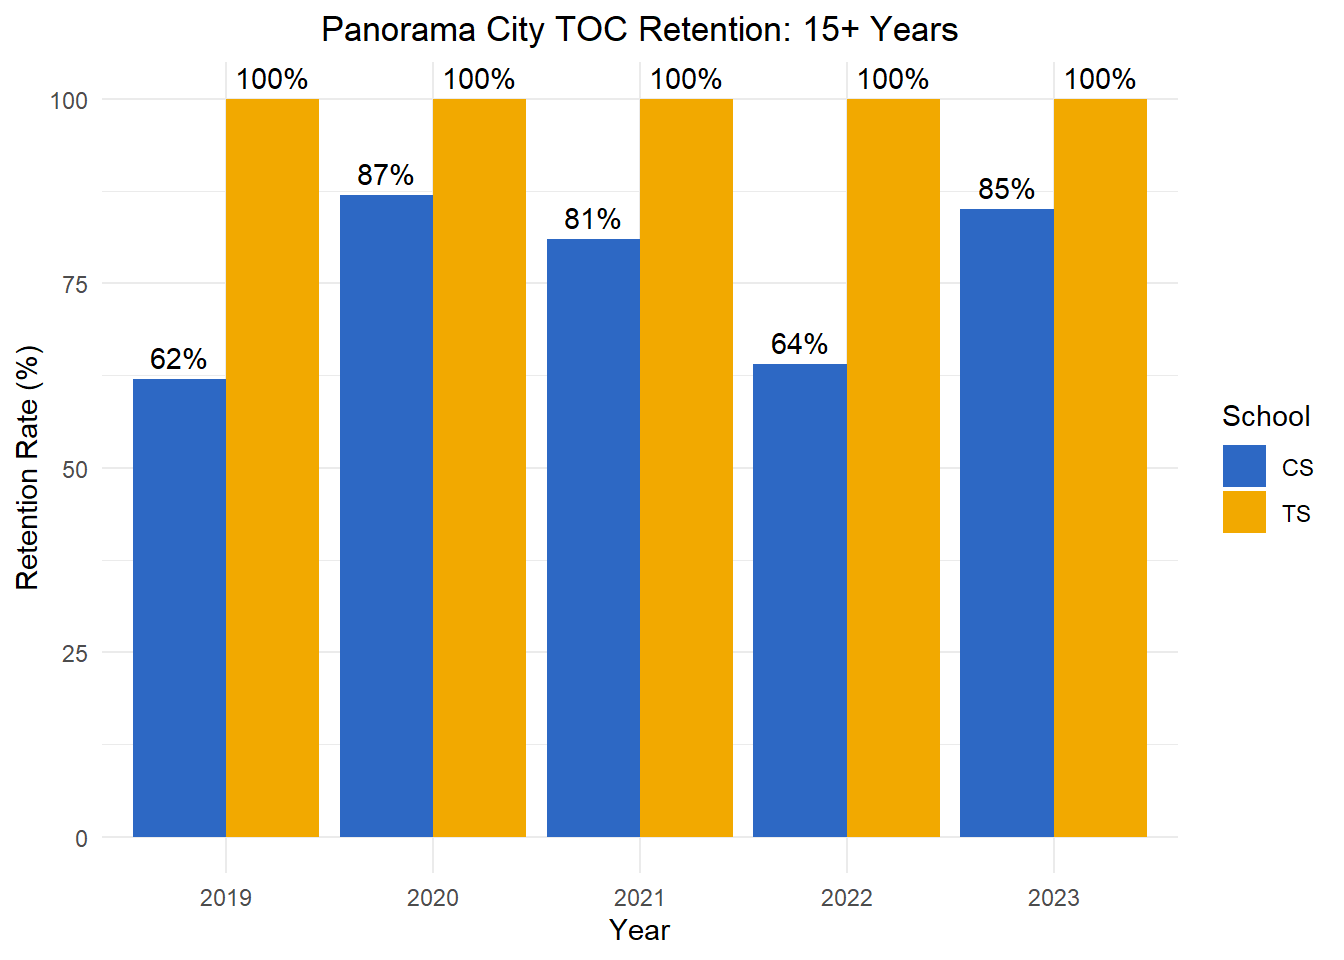 Panorama City TOC Retention: 15+ Years
100% 100% 100% 100% 100%
100
87%
85%
81%
75
64%
62%
Retention Rate (%)
School
CS
50
TS
25
0
2019 2020 2021 2022 2023
Year